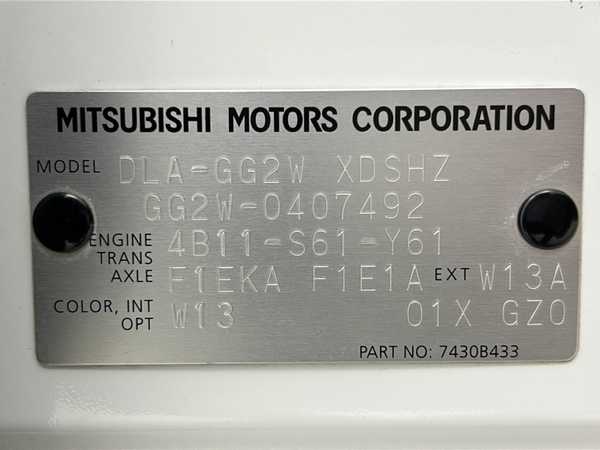 MITSUBISHI MOTORS CORPORATION
MODEL DLA-GG2W XDSHZ
GG2W-0407492
ENGINE 4B11-S61-Y61
TRANS
AXLE F1EKA F1E1A EXT W13A
COLOR, INT
OPT W13 01X GZ0
PART NO: 7430B433